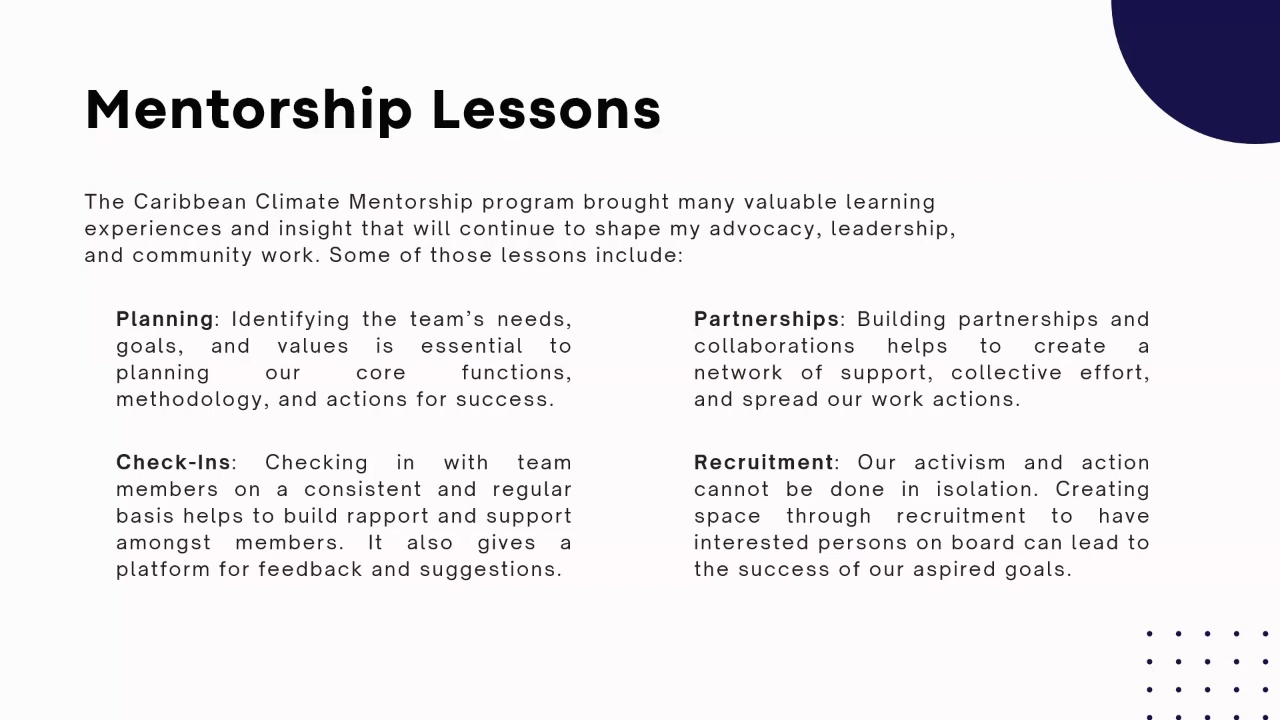 Mentorship Lessons
The Caribbean Climate Mentorship program brought many valuable learning
experiences and insight that will continue to shape my advocacy, leadership,
and community work. Some of those lessons include:
Planning: Identifying the team’s needs,
goals, and values is essential to
planning our core functions,
methodology, and actions for success.
Check-Ins: Checking in with team
members on a consistent and regular
basis helps to build rapport and support
amongst members. It also gives a
platform for feedback and suggestions.
Partnerships: Building partnerships and
collaborations helps to create a
network of support, collective effort,
and spread our work actions.
Recruitment: Our activism and action
cannot be done in isolation. Creating
space through recruitment to have
interested persons on board can lead to
the success of our aspired goals.